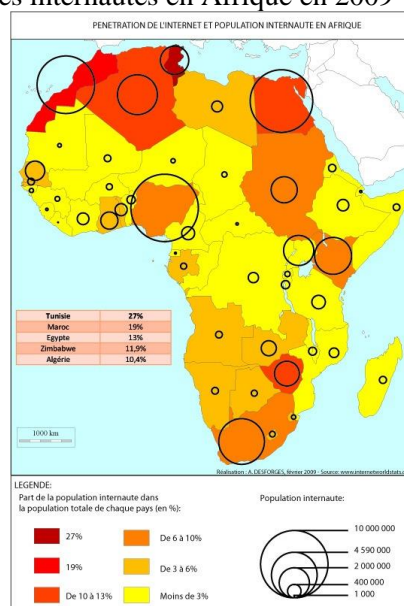 es internautes en Afrique en 2009
PENETRATION DE L'INTERNET ET POPULATION INTERNAUTE EN AFRIQUE
Tunisie 27%
Maroc 19%
Egypte 13%
Zimbabwe 11,9%
Algérie 10,4%
1000 km
Réalisation : A. DESFORGES, février 2009 - Source: www.internetworldstats.c
LEGENDE:
Part de la population internaute dans
la population totale de chaque pays (en %):
27%
19%
De 10 à 13%
De 6 à 10%
De 3 à 6%
Moins de 3%
Population internaute:
10 000 000
4 590 000
2 000 000
400 000
1 000